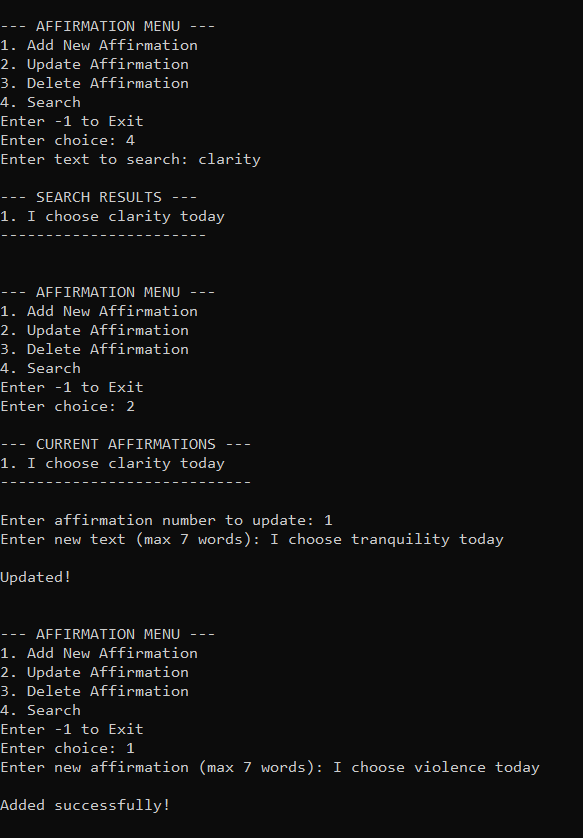 --- AFFIRMATION MENU ---
1. Add New Affirmation
2. Update Affirmation
3. Delete Affirmation
4. Search
Enter -1 to Exit
Enter choice: 4
Enter text to search: clarity
--- SEARCH RESULTS ---
1. I choose clarity today
-----------------------
--- AFFIRMATION MENU ---
1. Add New Affirmation
2. Update Affirmation
3. Delete Affirmation
4. Search
Enter -1 to Exit
Enter choice: 2
--- CURRENT AFFIRMATIONS ---
1. I choose clarity today
----------------------------
Enter affirmation number to update: 1
Enter new text (max 7 words): I choose tranquility today
Updated!
--- AFFIRMATION MENU ---
1. Add New Affirmation
2. Update Affirmation
3. Delete Affirmation
4. Search
Enter -1 to Exit
Enter choice: 1
Enter new affirmation (max 7 words): I choose violence today
Added successfully!